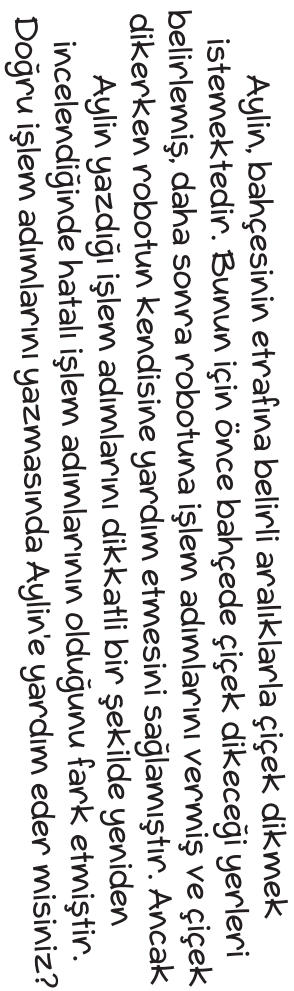 Aylin, bahçesinin etrafına belirli aralıklarla çiçek dikmek
istemektedir. Bunun için önce bahçede çiçek dikeceği yerleri
belirlemiş, daha sonra robotuna işlem adımlarını vermiş ve çiçek
dikerken robotun kendisine yardım etmesini sağlamıştır. Ancak
Aylin yazdığı işlem adımlarını dikkatli bir şekilde yeniden
incelendiğinde hatalı işlem adımlarının olduğunu fark etmiştir.
Doğru işlem adımlarını yazmasında Aylin'e yardım eder misiniz?